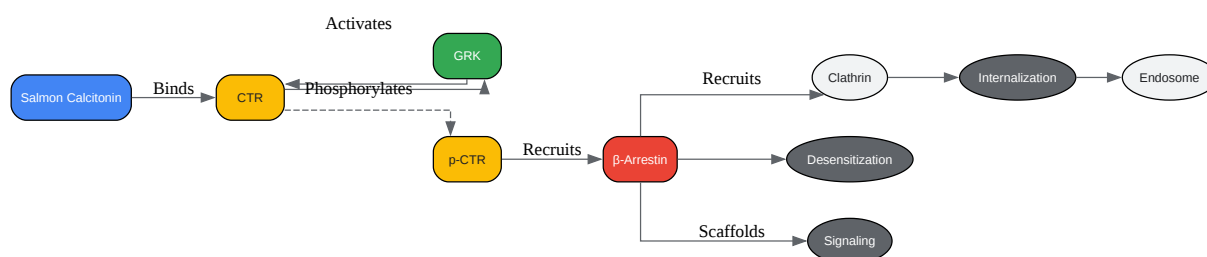 Activates
GRK
Salmon Calcitonin
Binds
CTR
Phosphorylates
p-CTR
Recruits
β-Arrestin
Recruits
Clathrin
Internalization
Endosome
Desensitization
Scaffolds
Signaling